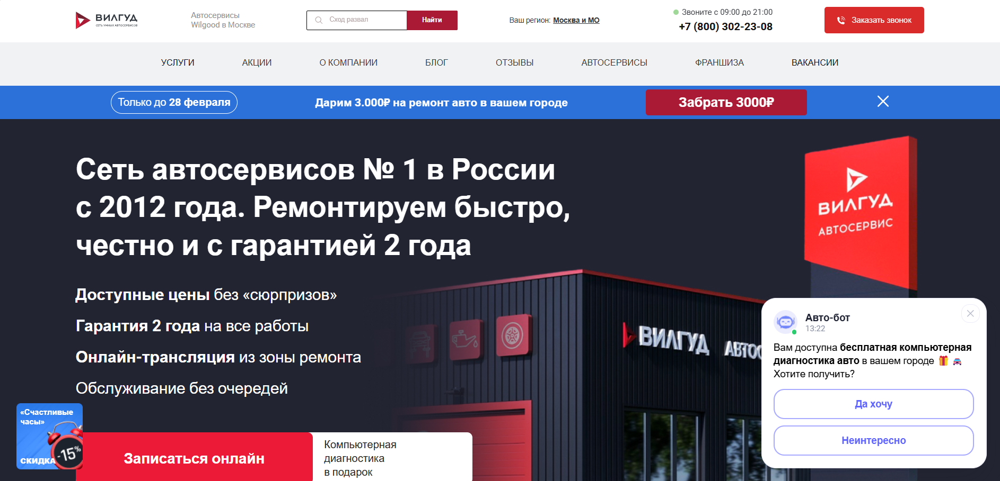 ВИЛГУД
СЕТЬ УМНЫХ АВТОСЕРВИСОВ
Автосервисы
Wilgood в Москве
Сход развал
Найти
Ваш регион: Москва и МО
Звоните с 09:00 до 21:00
+7 (800) 302-23-08
Заказать звонок
УСЛУГИ
АКЦИИ
О КОМПАНИИ
БЛОГ
ОТЗЫВЫ
АВТОСЕРВИСЫ
ФРАНШИЗА
ВАКАНСИИ
Только до 28 февраля
Дарим 3.000₽ на ремонт авто в вашем городе
Забрать 3000₽
Сеть автосервисов № 1 в России
с 2012 года. Ремонтируем быстро,
честно и с гарантией 2 года
Доступные цены без «сюрпризов»
Гарантия 2 года на все работы
Онлайн-трансляция из зоны ремонта
Обслуживание без очередей
ВИЛГУД
АВТОСЕРВИС
ВИЛГУД АВТОС
«Счастливые
часы»
-15%
СКИДКА
Записаться онлайн
Компьютерная
диагностика
в подарок
Авто-бот
13:22
Вам доступна бесплатная компьютерная
диагностика авто в вашем городе
Хотите получить?
Да хочу
Неинтересно